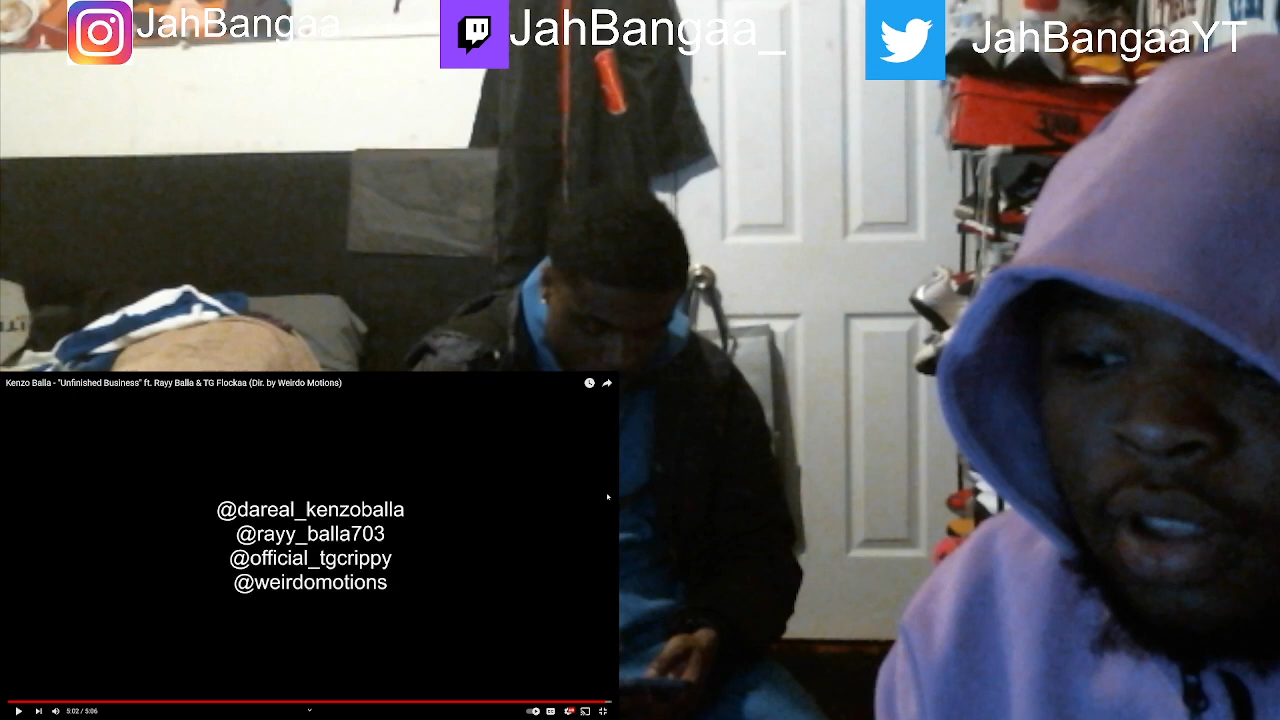 JahBangaa
JahBangaa_
JahBangaaYT
Kenzo Balla - "Unfinished Business" ft. Rayy Balla & TG Flockaa (Dir. by Weirdo Motions)
@dareal_kenzoballa
@rayy_balla703
@official_tgcrippy
@weirdomotions
5:02 / 5:06